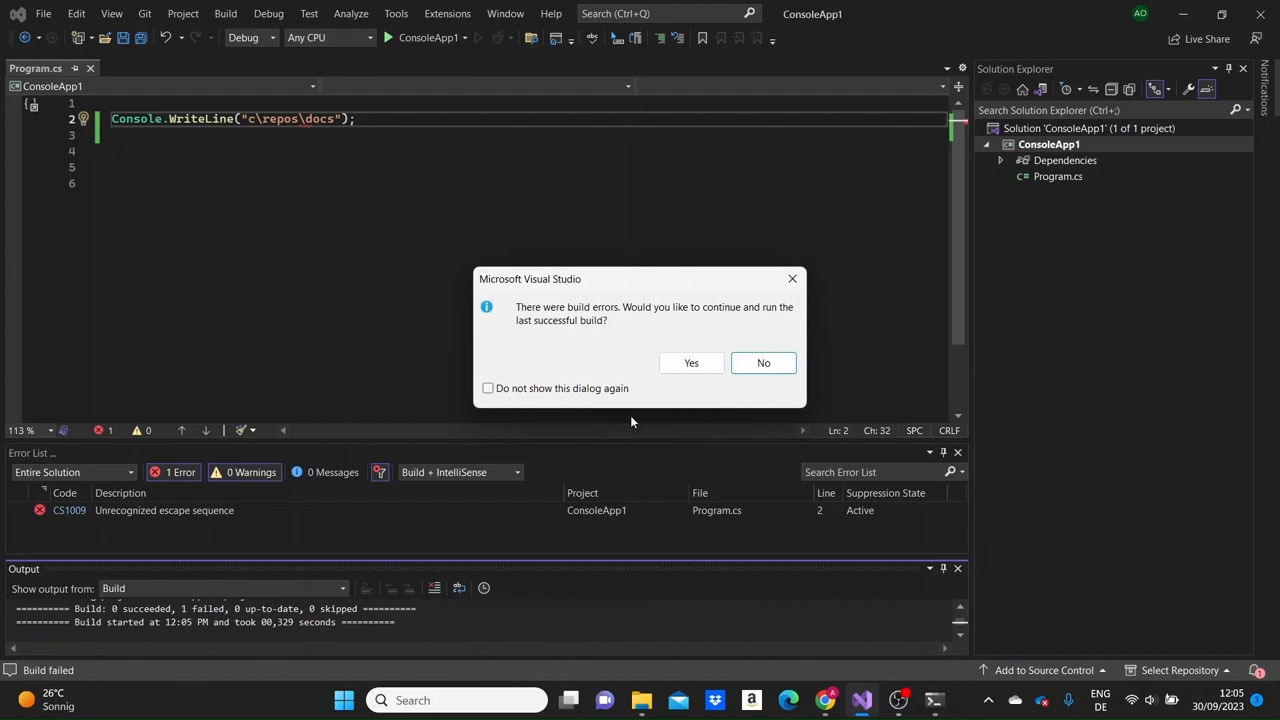 File Edit View Git Project Build Debug Test Analyze Tools Extensions Window Help Search (Ctrl+Q) ConsoleApp1 AO
Debug Any CPU ConsoleApp1 Live Share
Program.cs
ConsoleApp1
1
2 Console.WriteLine("c\repos\docs");
3
4
5
6
Solution Explorer
Search Solution Explorer (Ctrl+;)
Solution 'ConsoleApp1' (1 of 1 project)
ConsoleApp1
Dependencies
C# Program.cs
Notifications
Microsoft Visual Studio
There were build errors. Would you like to continue and run the
last successful build?
Yes No
Do not show this dialog again
113 % 1 0 Ln: 2 Ch: 32 SPC CRLF
Error List ...
Entire Solution 1 Error 0 Warnings 0 Messages Build + IntelliSense Search Error List
Code Description Project File Line Suppression State
CS1009 Unrecognized escape sequence ConsoleApp1 Program.cs 2 Active
Output
Show output from: Build
========== Build: 0 succeeded, 1 failed, 0 up-to-date, 0 skipped ==========
========== Build started at 12:05 PM and took 00,329 seconds ==========
Build failed Add to Source Control Select Repository 1
26°C
Sonnig
Search
ENG
DE
12:05
30/09/2023
3